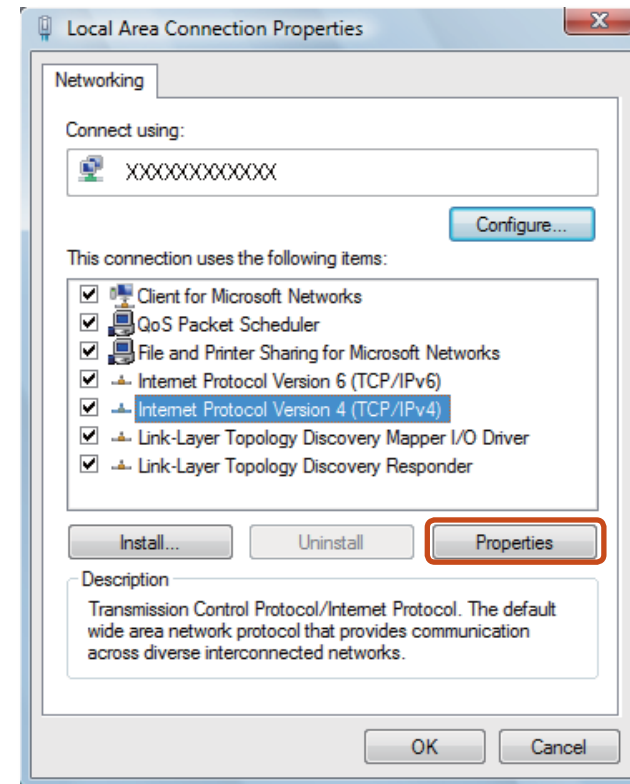 Local Area Connection Properties
Networking
Connect using:
XXXXXXXXXXXX
Configure...
This connection uses the following items:
Client for Microsoft Networks
QoS Packet Scheduler
File and Printer Sharing for Microsoft Networks
Internet Protocol Version 6 (TCP/IPv6)
Internet Protocol Version 4 (TCP/IPv4)
Link-Layer Topology Discovery Mapper I/O Driver
Link-Layer Topology Discovery Responder
Install... Uninstall Properties
Description
Transmission Control Protocol/Internet Protocol. The default
wide area network protocol that provides communication
across diverse interconnected networks.
OK Cancel